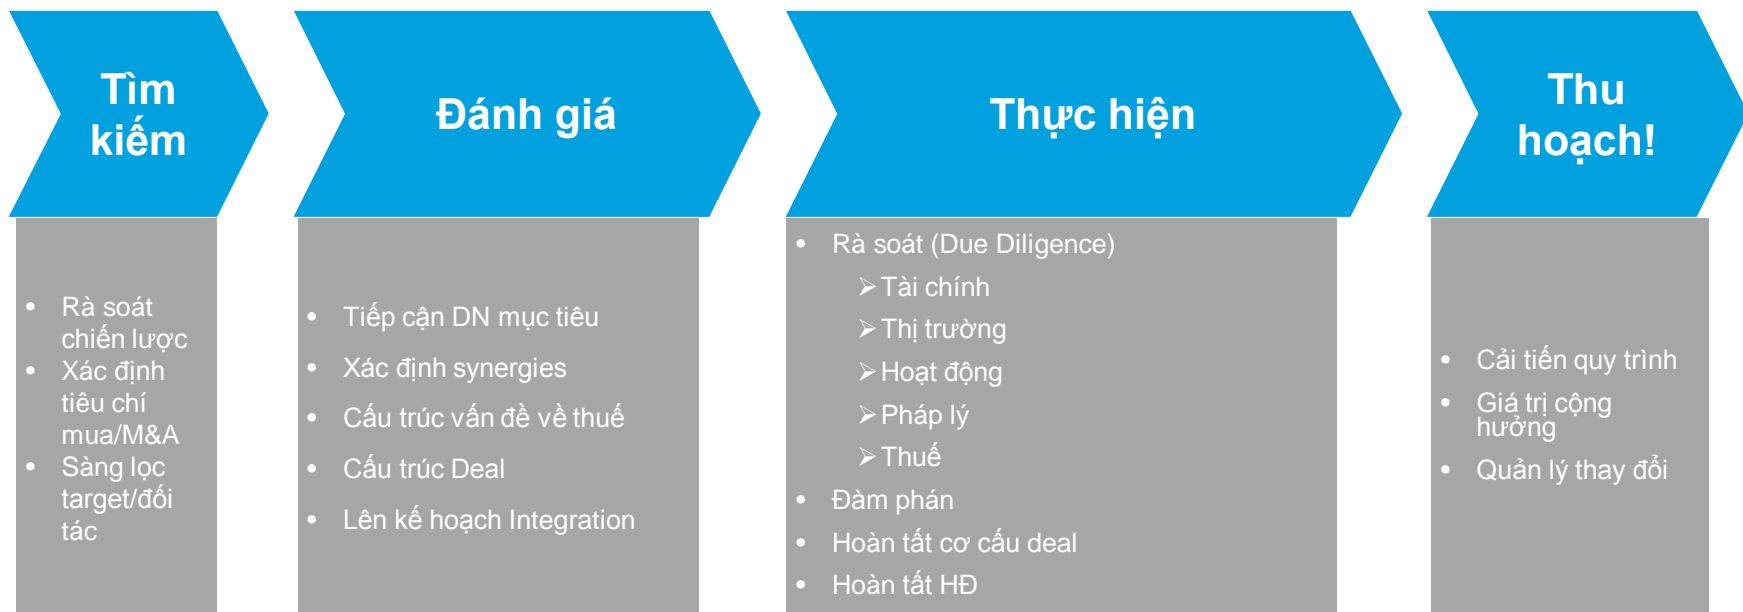 Tìm
kiếm
Đánh giá
Thực hiện
Thu
hoạch!
• Rà soát
chiến lược
• Xác định
tiêu chí
mua/M&A
• Sàng lọc
target/đối
tác
• Tiếp cận DN mục tiêu
• Xác định synergies
• Cấu trúc vấn đề về thuế
• Cấu trúc Deal
• Lên kế hoạch Integration
• Rà soát (Due Diligence)
➢ Tài chính
➢ Thị trường
➢ Hoạt động
➢ Pháp lý
➢ Thuế
• Đàm phán
• Hoàn tất cơ cấu deal
• Hoàn tất HĐ
• Cải tiến quy trình
• Giá trị cộng
hưởng
• Quản lý thay đổi